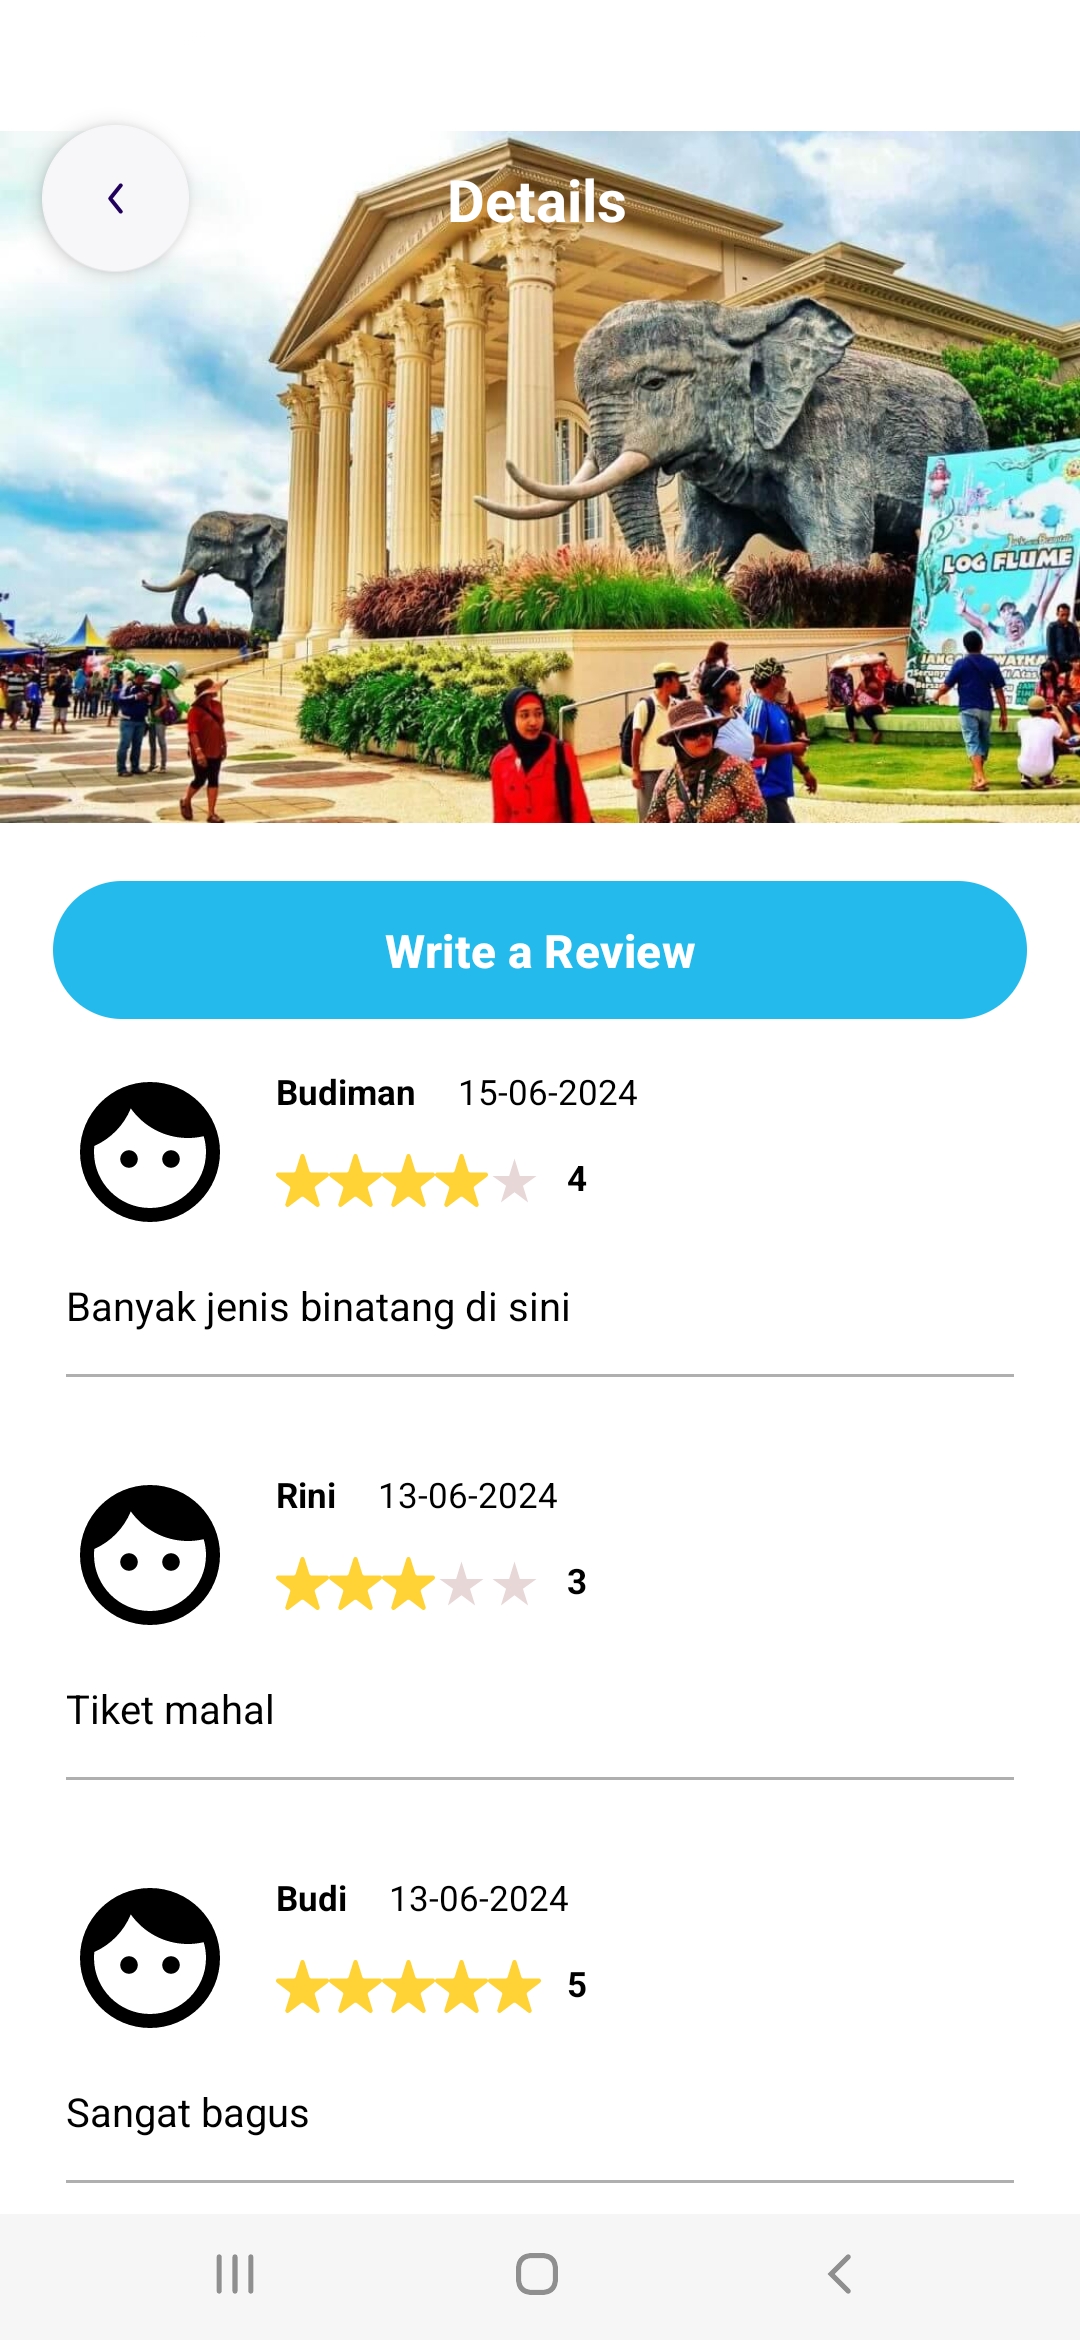 Details
LOG FLUME
Write a Review
Budiman 15-06-2024
4
Banyak jenis binatang di sini
Rini 13-06-2024
3
Tiket mahal
Budi 13-06-2024
5
Sangat bagus